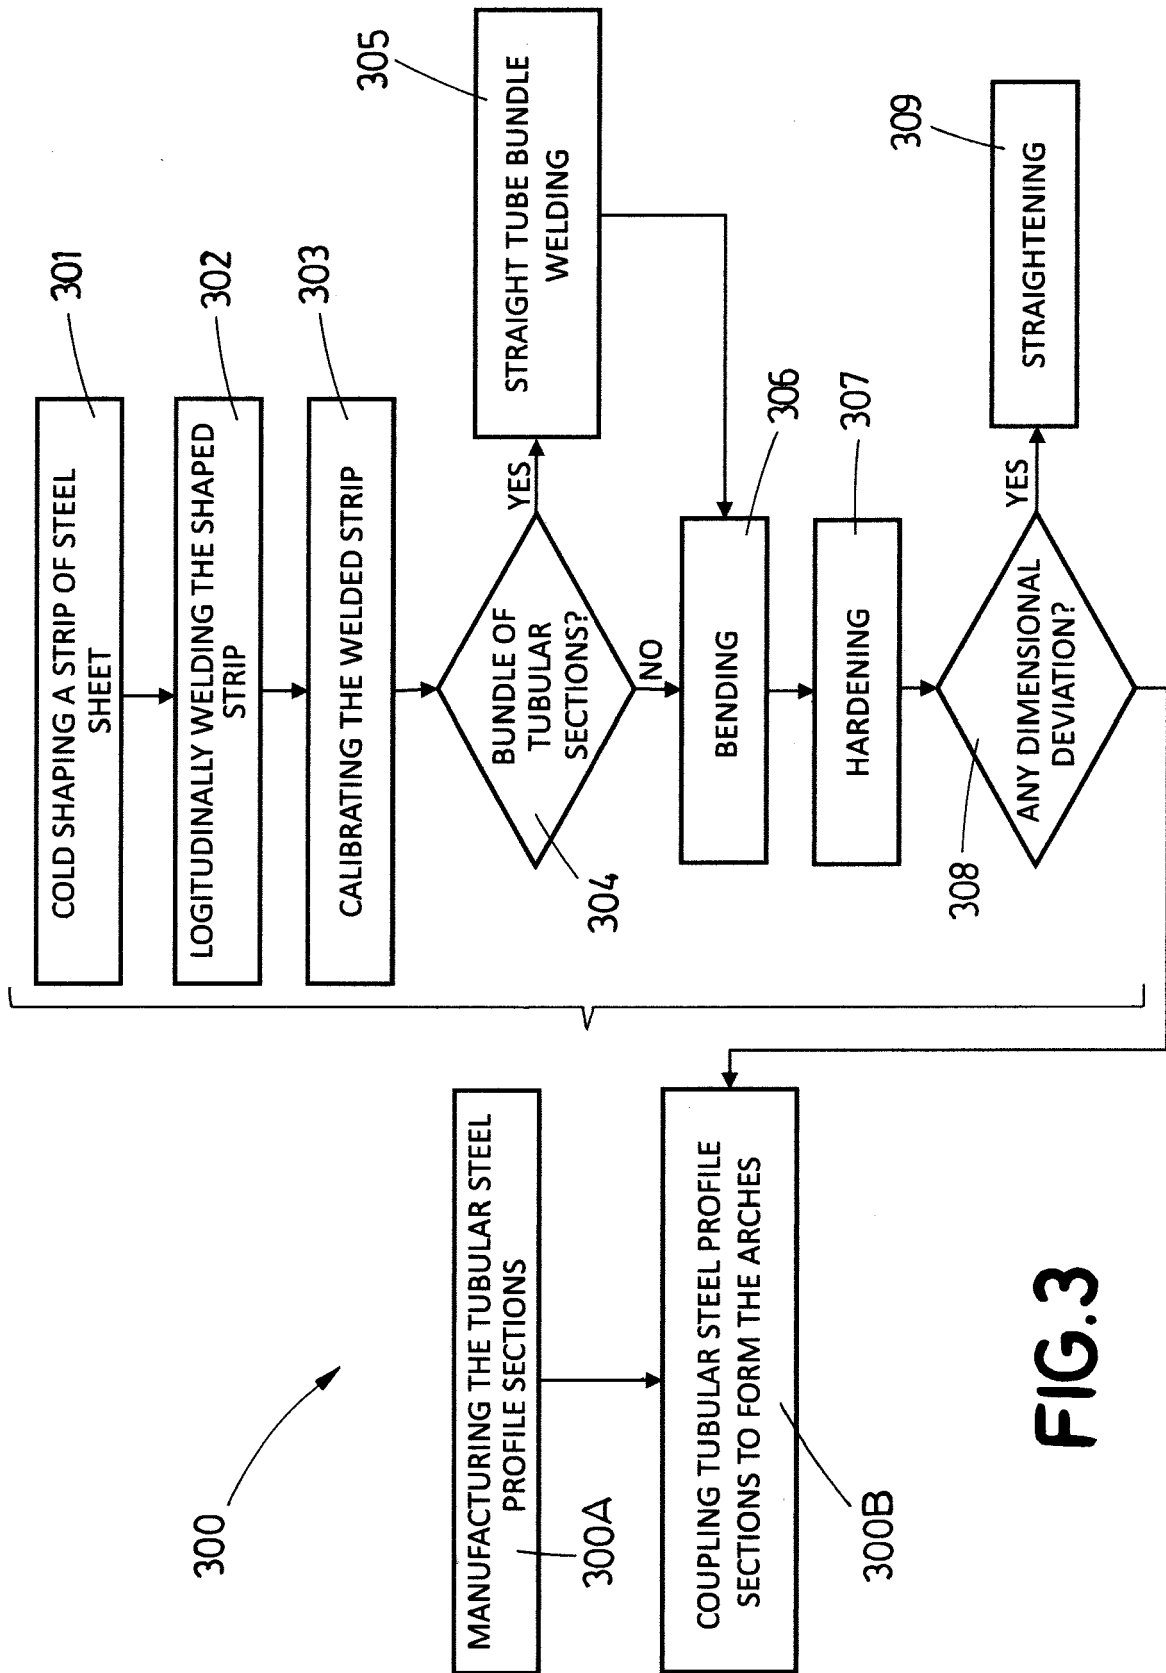 300
MANUFACTURING THE TUBULAR STEEL
PROFILE SECTIONS
300A
COUPLING TUBULAR STEEL PROFILE
SECTIONS TO FORM THE ARCHES
300B
COLD SHAPING A STRIP OF STEEL
SHEET
301
LOGITUDINALLY WELDING THE SHAPED
STRIP
302
CALIBRATING THE WELDED STRIP
303
BUNDLE OF
TUBULAR
SECTIONS?
304
YES
NO
STRAIGHT TUBE BUNDLE
WELDING
305
BENDING
306
HARDENING
307
ANY DIMENSIONAL
DEVIATION?
308
YES
STRAIGHTENING
309
FIG.3